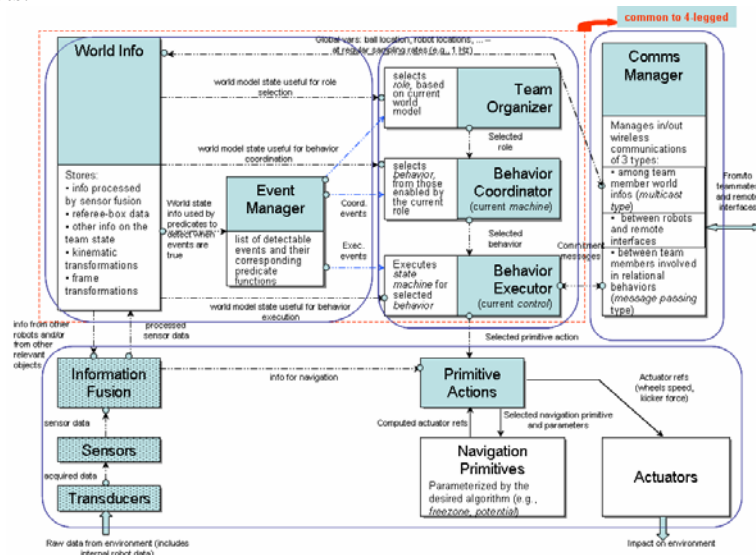 common to 4-legged
Global vars: ball location, robot locations, ... –
at regular sampling rates (e.g., 1 Hz)
World Info
Stores:
• info processed
by sensor fusion
• referee-box data
• other info on the
team state
• kinematic
transformations
• frame
transformations
world model state useful for role
selection
world model state useful for behavior
coordination
World state
info used by
predicates to
detect when
events are
true
Event
Manager
list of detectable
events and their
corresponding
predicate
functions
Coord.
events
Exec.
events
world model state useful for behavior
execution
selects
role, based
on current
world
model
Team
Organizer
Selected
role
selects
behavior,
from those
enabled by
the current
role
Behavior
Coordinator
(current machine)
Selected
behavior
Executes
state
machine for
selected
behavior
Behavior
Executor
(current control)
Commitment
messages
Selected primitive action
Comms
Manager
Manages in/out
wireless
communications of
3 types:
• among team
member world
infos (multicast
type)
• between robots
and remote
interfaces
• between team
members involved in
relational
behaviors
(message passing
type)
From/to
teammates
and remote
interfaces
info from other
robots and/or
from other
relevant
objects
processed
sensor data
Information
Fusion
info for navigation
sensor data
Sensors
acquired data
Transducers
Raw data from environment (includes
internal robot data)
Primitive
Actions
Computed actuator refs
Selected navigation primitive
and parameters
Navigation
Primitives
Parameterized by the
desired algorithm (e.g.,
freezone, potential)
Actuator refs
(wheels speed,
kicker force)
Actuators
Impact on environment